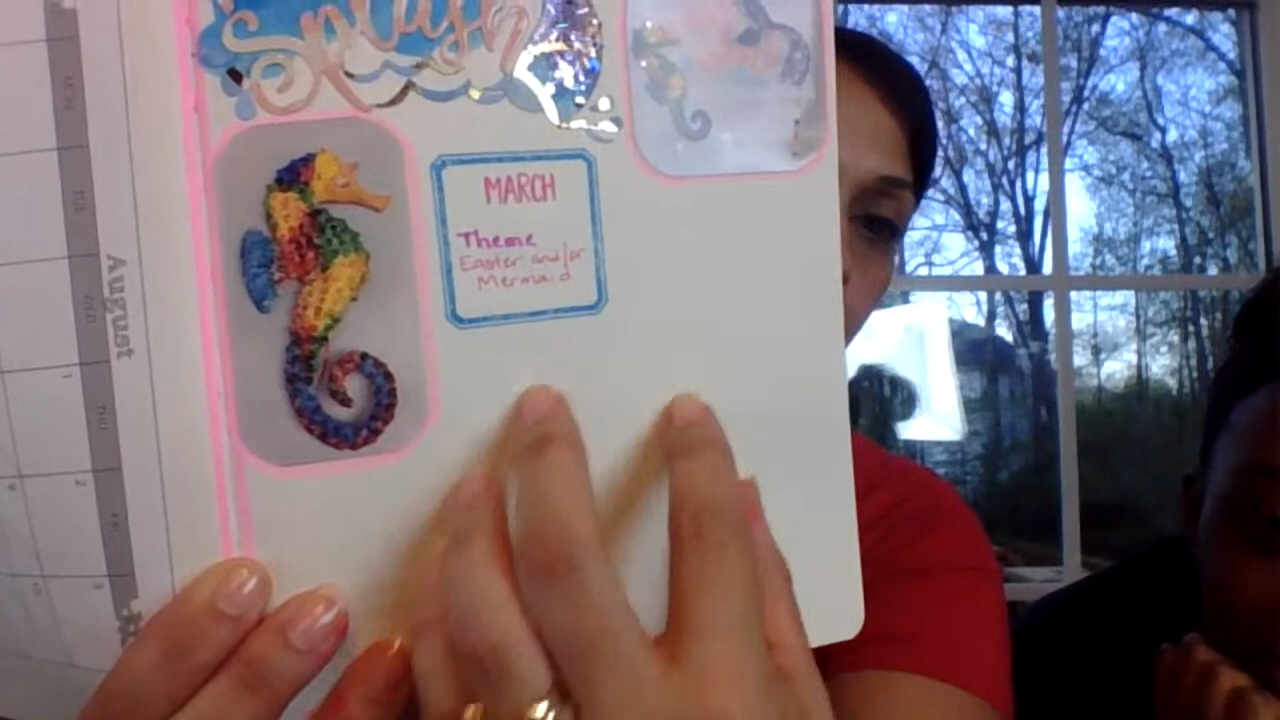 Splash
MARCH
Theme
Easter and/or
Mermaid
August